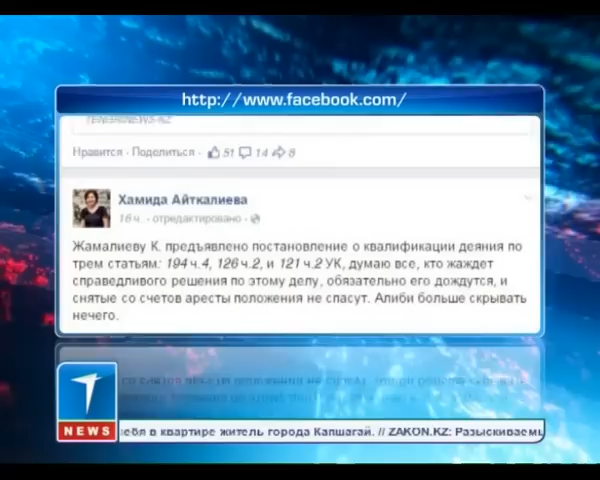 http://www.facebook.com/
TENGRINEWS.KZ
Нравится · Поделиться · 51 14 8
Хамида Айткалиева
16 ч. · отредактировано ·
Жамалиеву К. предъявлено постановление о квалификации деяния по
трем статьям: 194 ч.4, 126 ч.2, и 121 ч.2 УК, думаю все, кто жаждет
справедливого решения по этому делу, обязательно его дождутся, и
снятые со счетов аресты положения не спасут. Алиби больше скрывать
нечего.
NEWS
ебя в квартире житель города Капшагай. // ZAKON.KZ: Разыскиваемы